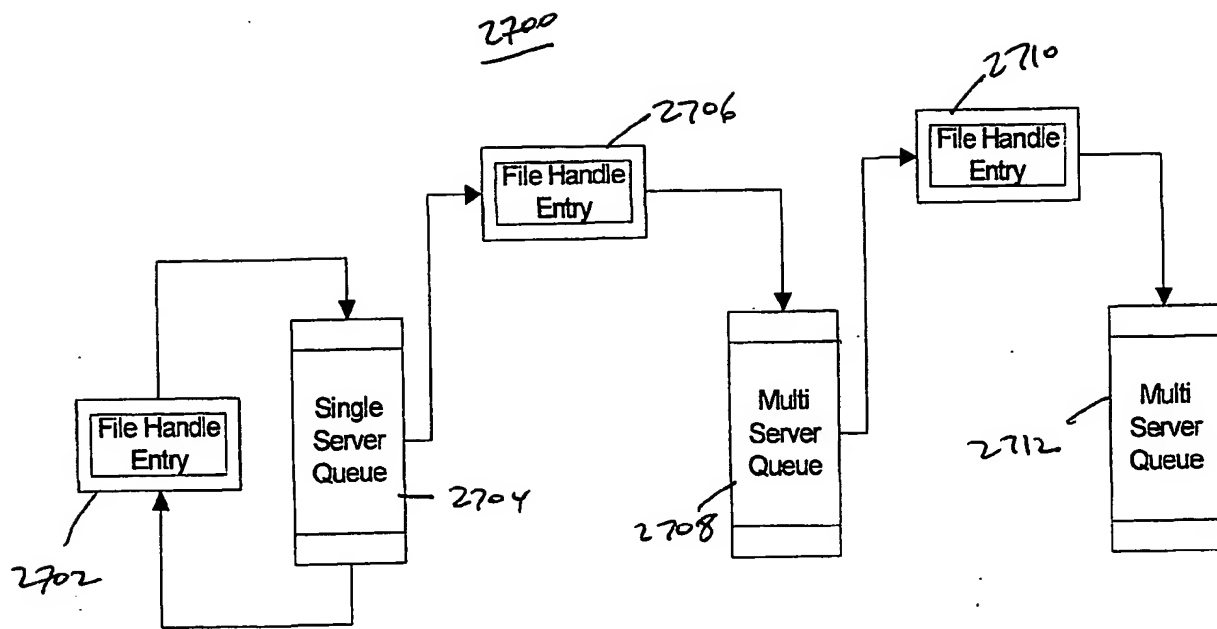 2700
2706
2710
File Handle
Entry
File Handle
Entry
File Handle
Entry
Single
Server
Queue
Multi
Server
Queue
Multi
Server
Queue
2702
2704
2708
2712